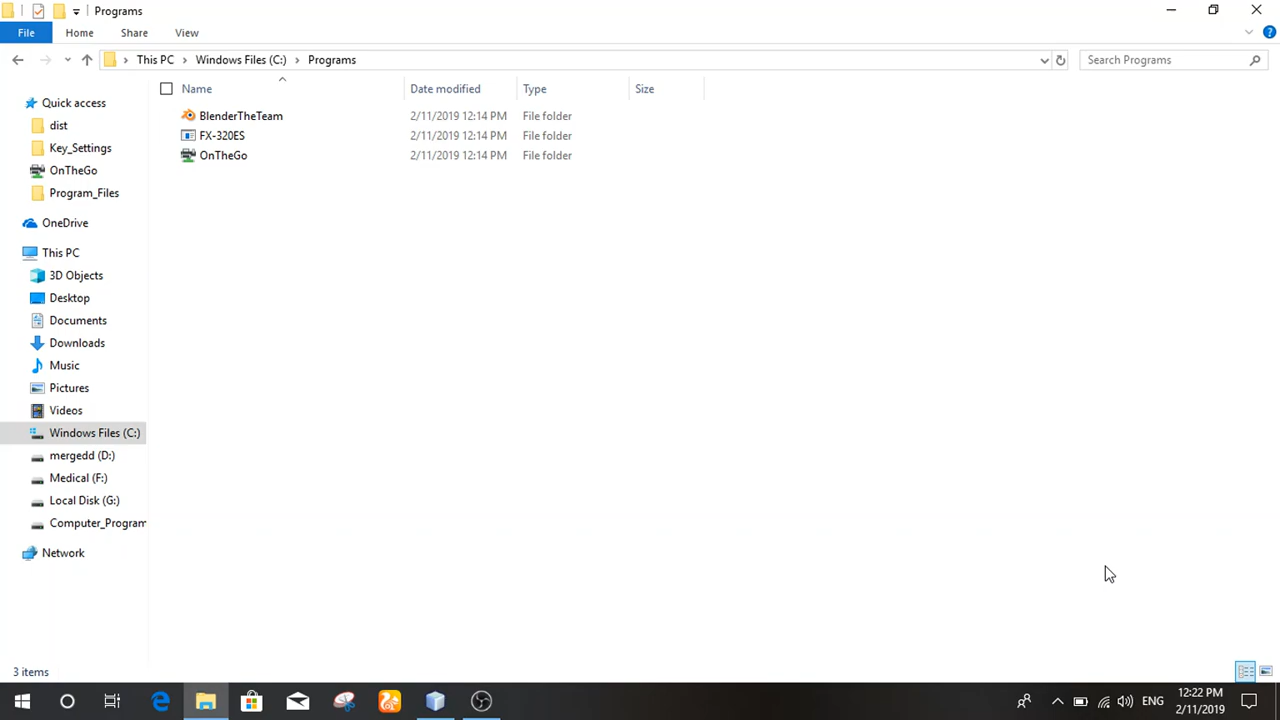 Programs
File Home Share View
This PC Windows Files (C:) Programs Search Programs
Name Date modified Type Size
BlenderTheTeam 2/11/2019 12:14 PM File folder
FX-320ES 2/11/2019 12:14 PM File folder
OnTheGo 2/11/2019 12:14 PM File folder
Quick access
dist
Key_Settings
OnTheGo
Program_Files
OneDrive
This PC
3D Objects
Desktop
Documents
Downloads
Music
Pictures
Videos
Windows Files (C:)
mergedd (D:)
Medical (F:)
Local Disk (G:)
Computer_Program
Network
3 items
ENG 12:22 PM
2/11/2019